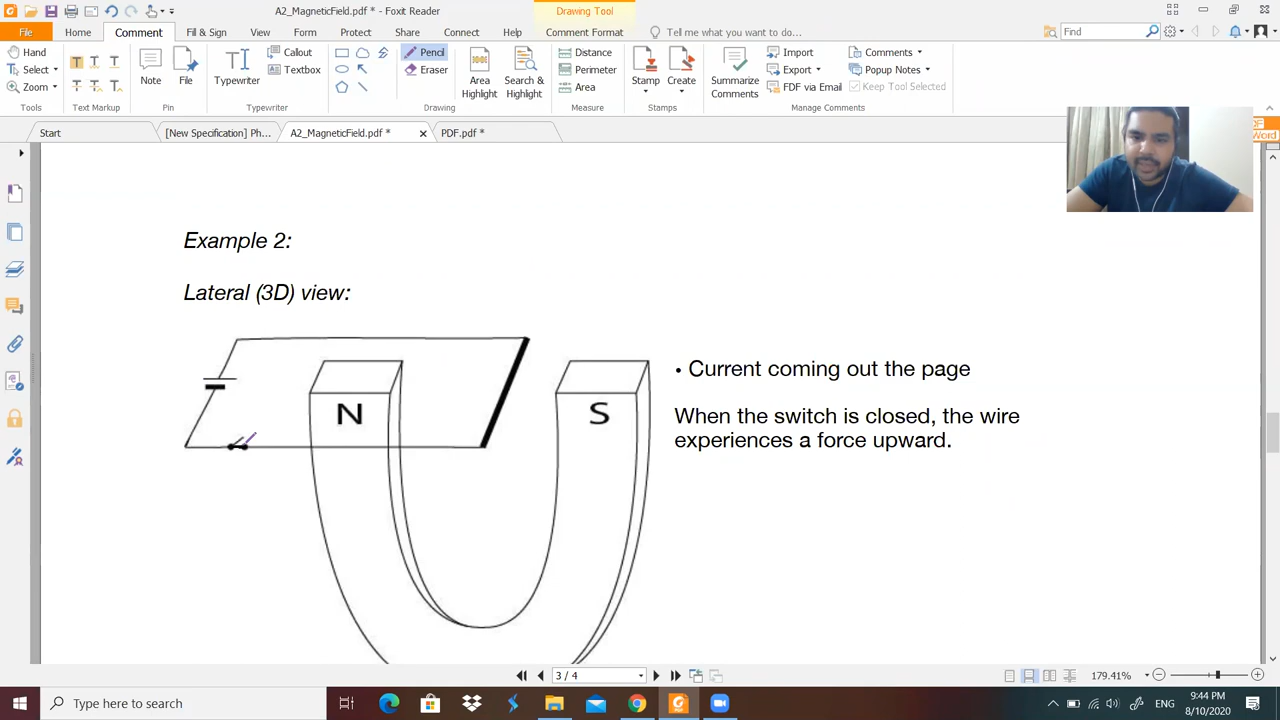 A2_MagneticField.pdf * - Foxit Reader
Drawing Tool
File Home Comment Fill & Sign View Form Protect Share Connect Help Comment Format Tell me what you want to do... Find
Hand
Select
Zoom
Tools
Text Markup
Note
File
Pin
Typewriter
Callout
Textbox
Typewriter
Pencil
Eraser
Drawing
Area Highlight
Search & Highlight
Distance
Perimeter
Area
Measure
Stamp
Create
Stamps
Summarize Comments
Import
Export
FDF via Email
Comments
Popup Notes
Keep Tool Selected
Manage Comments
Start
[New Specification] Ph...
A2_MagneticField.pdf *
PDF.pdf *
Word
Example 2:
Lateral (3D) view:
N
S
• Current coming out the page
When the switch is closed, the wire
experiences a force upward.
3 / 4
179.41%
Type here to search
ENG
9:44 PM
8/10/2020